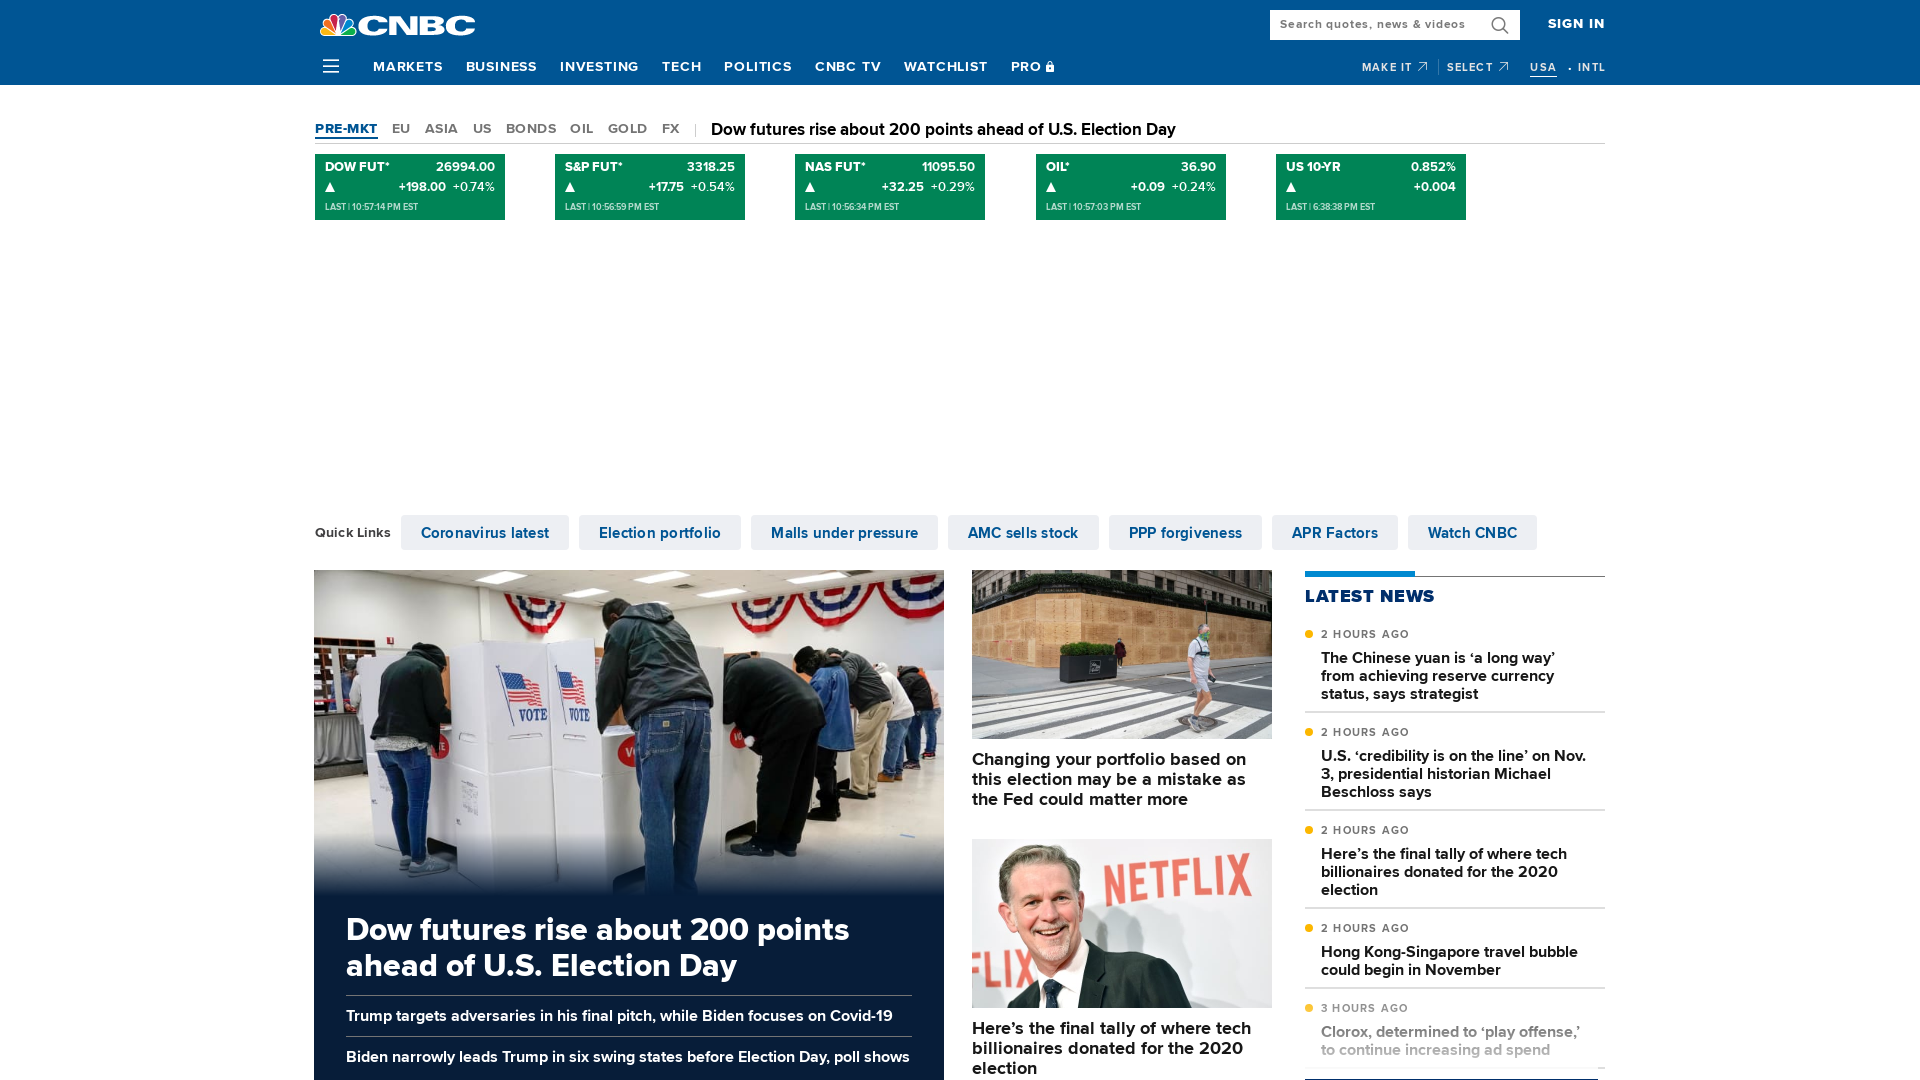 CNBC
Search quotes, news & videos
SIGN IN
MARKETS BUSINESS INVESTING TECH POLITICS CNBC TV WATCHLIST PRO
MAKE IT SELECT USA • INTL
PRE-MKT EU ASIA US BONDS OIL GOLD FX
Dow futures rise about 200 points ahead of U.S. Election Day
DOW FUT* 26994.00
+198.00 +0.74%
LAST | 10:57:14 PM EST
S&P FUT* 3318.25
+17.75 +0.54%
LAST | 10:56:59 PM EST
NAS FUT* 11095.50
+32.25 +0.29%
LAST | 10:56:34 PM EST
OIL* 36.90
+0.09 +0.24%
LAST | 10:57:03 PM EST
US 10-YR 0.852%
+0.004
LAST | 6:38:38 PM EST
Quick Links Coronavirus latest Election portfolio Malls under pressure AMC sells stock PPP forgiveness APR Factors Watch CNBC
VOTE
VOTE
Dow futures rise about 200 points
ahead of U.S. Election Day
Trump targets adversaries in his final pitch, while Biden focuses on Covid-19
Biden narrowly leads Trump in six swing states before Election Day, poll shows
Changing your portfolio based on
this election may be a mistake as
the Fed could matter more
NETFLIX
FLIX
Here’s the final tally of where tech
billionaires donated for the 2020
election
LATEST NEWS
2 HOURS AGO
The Chinese yuan is ‘a long way’
from achieving reserve currency
status, says strategist
2 HOURS AGO
U.S. ‘credibility is on the line’ on Nov.
3, presidential historian Michael
Beschloss says
2 HOURS AGO
Here’s the final tally of where tech
billionaires donated for the 2020
election
2 HOURS AGO
Hong Kong-Singapore travel bubble
could begin in November
3 HOURS AGO
Clorox, determined to ‘play offense,’
to continue increasing ad spend